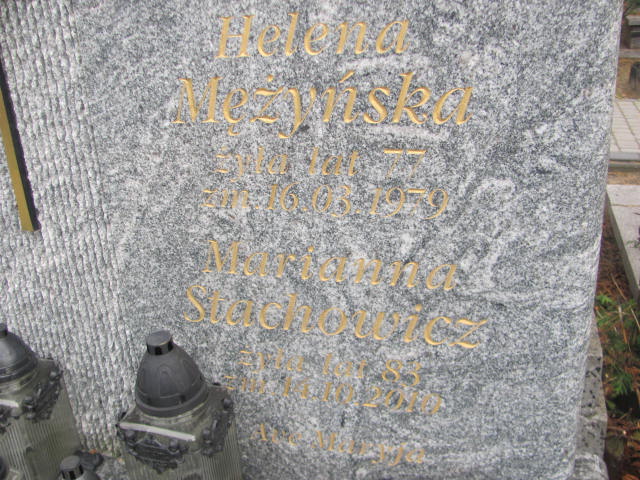 Helena
Mężyńska
żyła lat 77
zm.16.03.1979
Marianna
Stachowicz
żyła lat 83
zm.14.10.2010
Ave Maryja